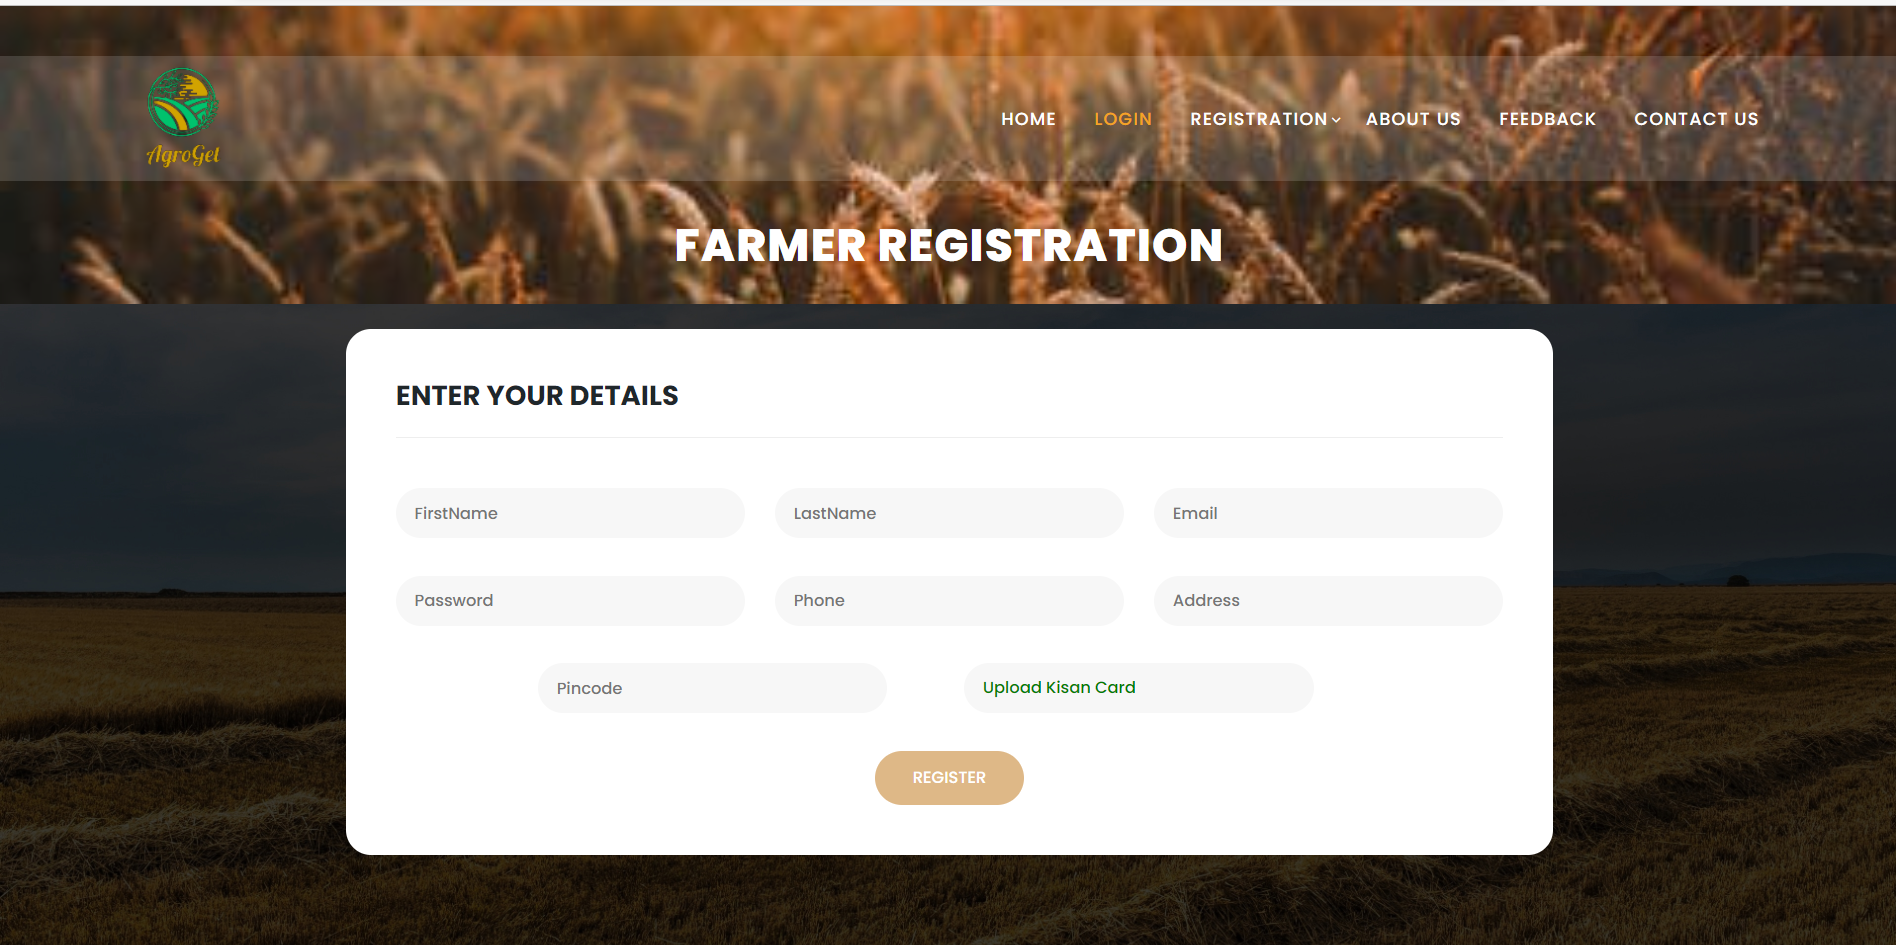 AgroGet
HOME LOGIN REGISTRATION ABOUT US FEEDBACK CONTACT US
FARMER REGISTRATION
ENTER YOUR DETAILS
FirstName LastName Email
Password Phone Address
Pincode Upload Kisan Card
REGISTER